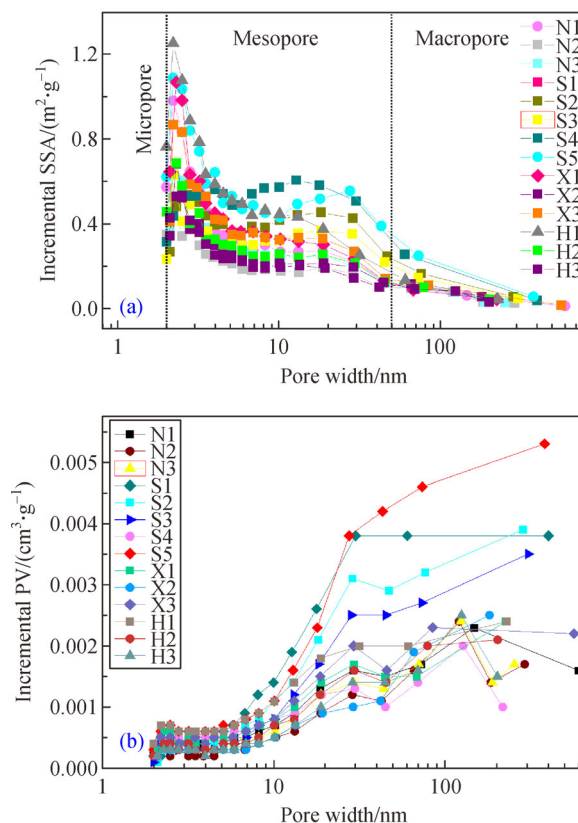 1.2
0.8
0.4
0.0
Incremental SSA/(m²·g⁻¹)
Micropore
Mesopore
Macropore
N1
N2
N3
S1
S2
S3
S4
S5
X1
X2
X3
H1
H2
H3
(a)
1
10
100
Pore width/nm
0.005
0.004
0.003
0.002
0.001
0.000
Incremental PV/(cm³·g⁻¹)
N1
N2
N3
S1
S2
S3
S4
S5
X1
X2
X3
H1
H2
H3
(b)
1
10
100
Pore width/nm